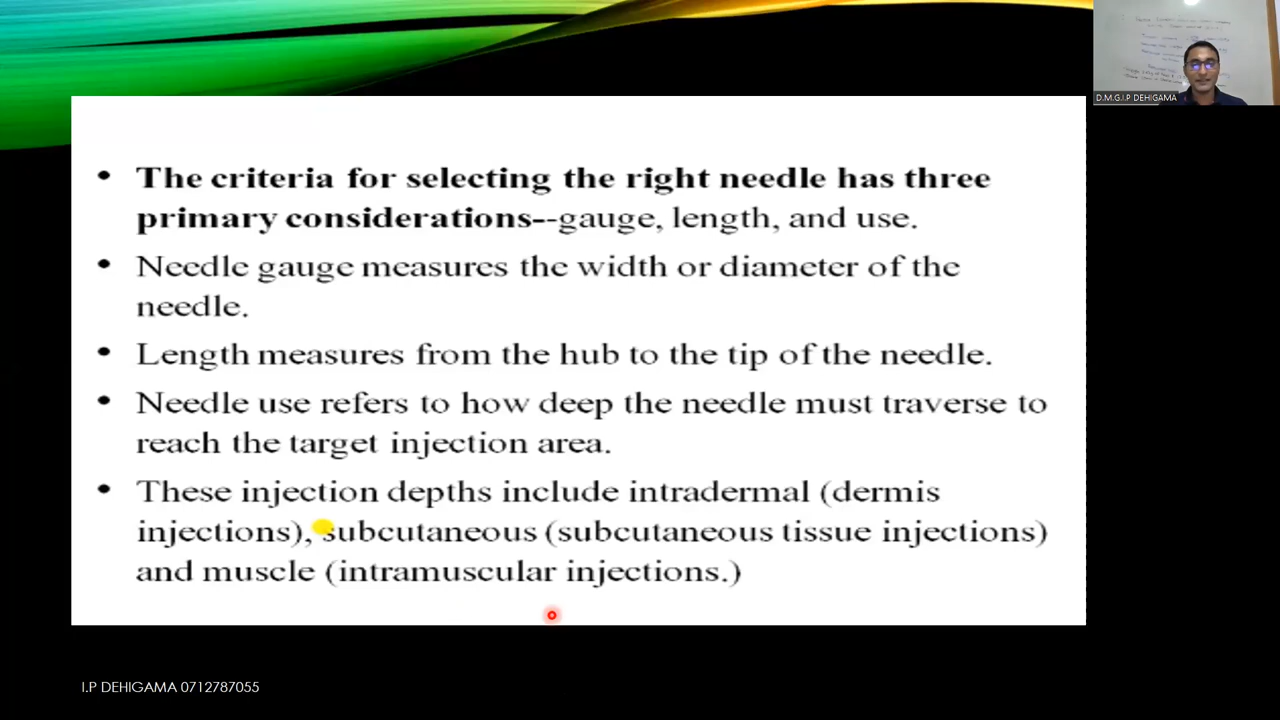 D.M.G.I.P DEHIGAMA
• The criteria for selecting the right needle has three
primary considerations--gauge, length, and use.
• Needle gauge measures the width or diameter of the
needle.
• Length measures from the hub to the tip of the needle.
• Needle use refers to how deep the needle must traverse to
reach the target injection area.
• These injection depths include intradermal (dermis
injections), subcutaneous (subcutaneous tissue injections)
and muscle (intramuscular injections.)
I.P DEHIGAMA 0712787055